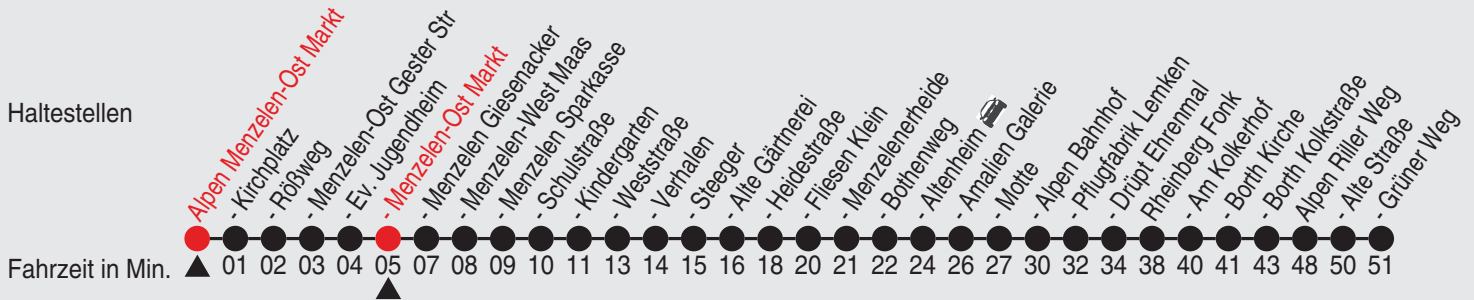 Haltestellen
Alpen Menzelen-Ost Markt
- Kirchplatz
- Rößweg
- Menzelen-Ost Gester Str
- Ev. Jugendheim
- Menzelen-Ost Markt
- Menzelen Giesenacker
- Menzelen-West Maas
- Menzelen Sparkasse
- Schulstraße
- Kindergarten
- Weststraße
- Verhalen
- Steeger
- Alte Gärtnerei
- Heidestraße
- Fliesen Klein
- Menzelenerheide
- Bothenweg
- Altenheim
- Amalien Galerie
- Motte
- Alpen Bahnhof
- Pflugfabrik Lemken
- Drüpt Ehrenmal
Rheinberg Fonk
- Am Kolkerhof
- Borth Kirche
- Borth Kolkstraße
Alpen Riller Weg
- Alte Straße
- Grüner Weg
Fahrzeit in Min. 01 02 03 04 05 07 08 09 10 11 13 14 15 16 18 20 21 22 24 26 27 30 32 34 38 40 41 43 48 50 51